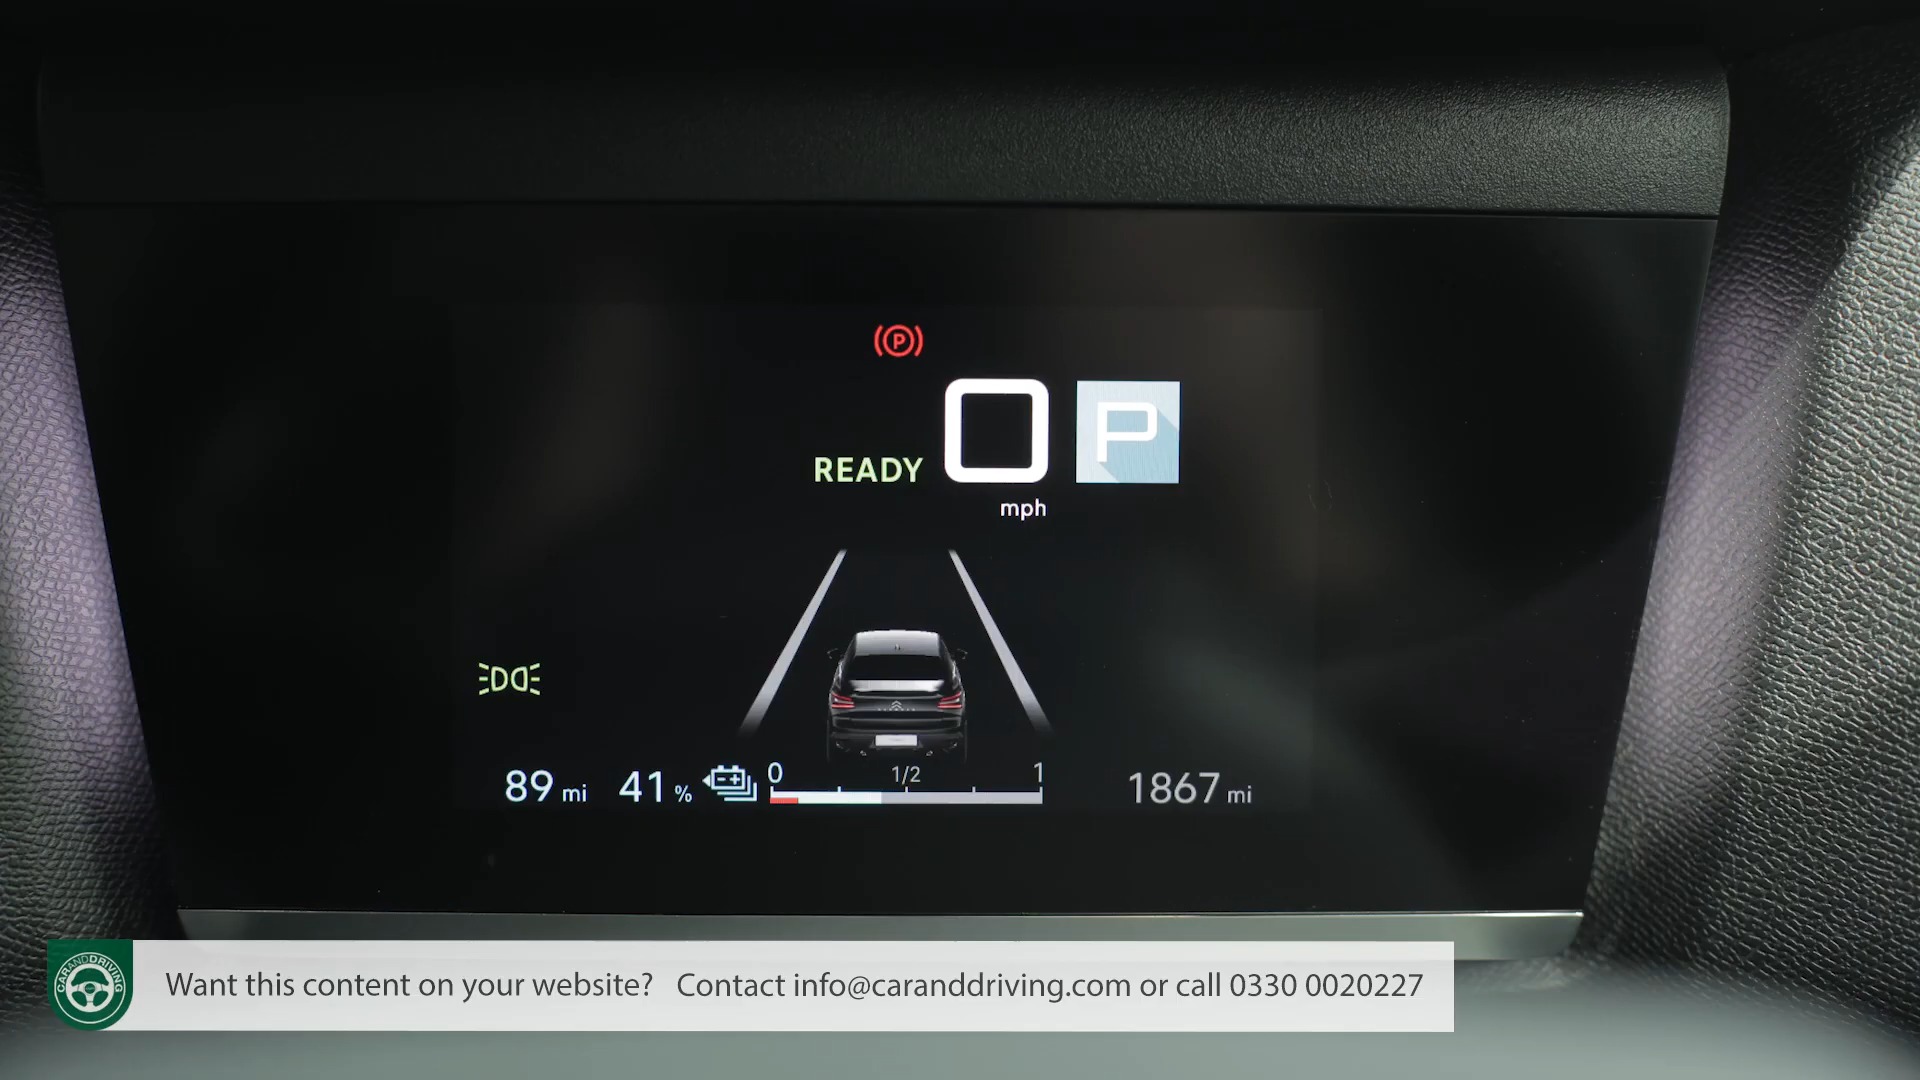 P
0
P
READY
mph
89 mi
41 %
0
1/2
1
1867 mi
CARANDDRIVING
Want this content on your website? Contact info@caranddriving.com or call 0330 0020227